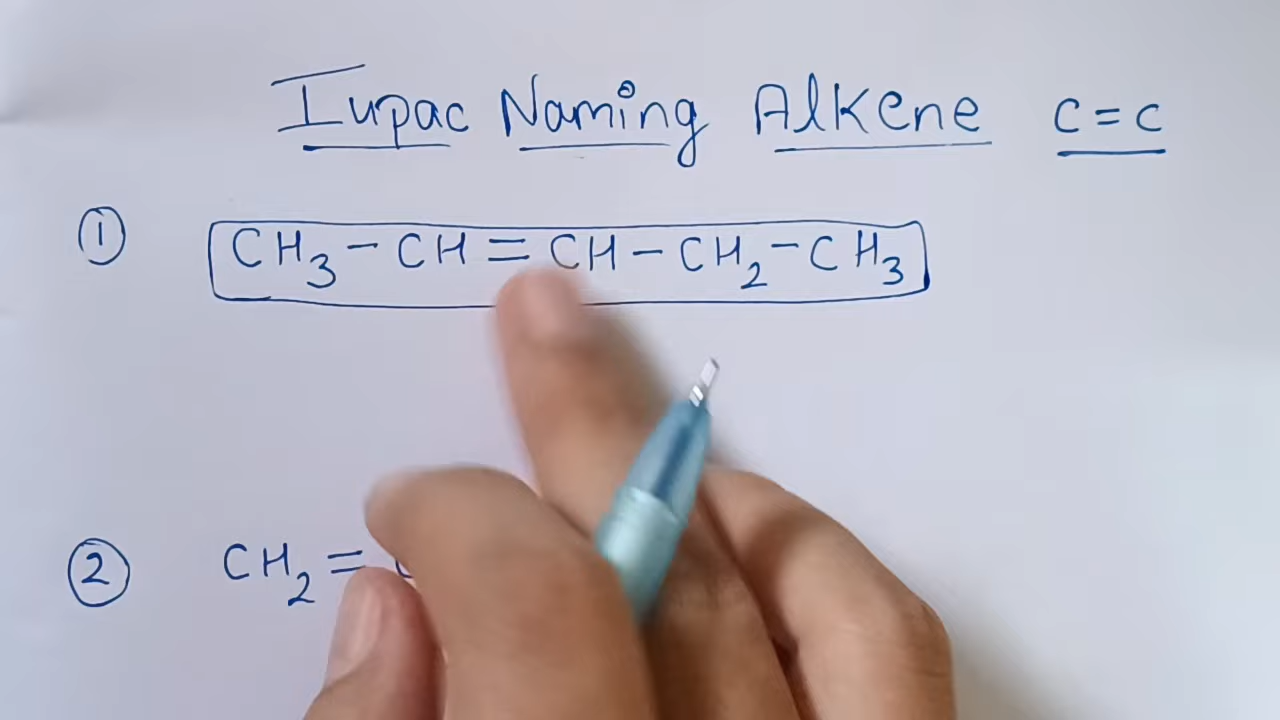 Iupac Naming Alkene C=C
① CH₃-CH=CH-CH₂-CH₃
② CH₂=